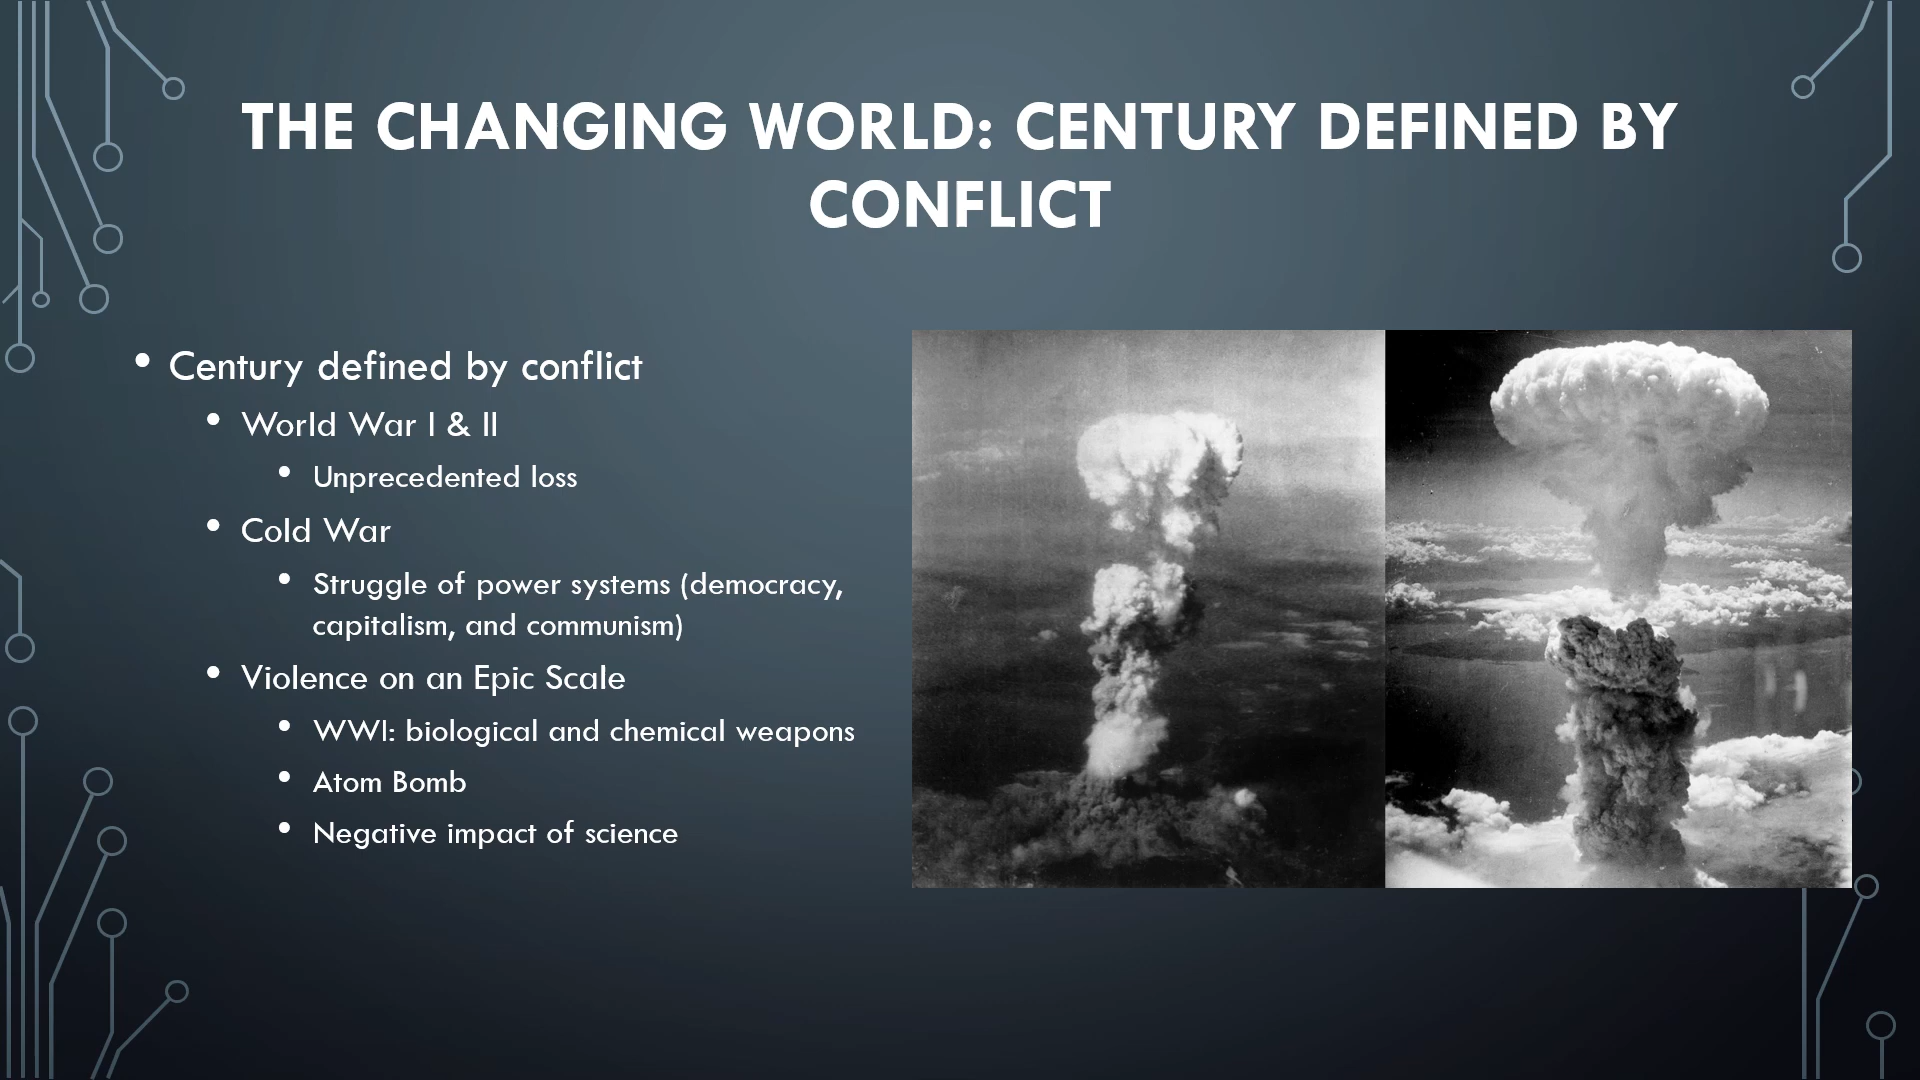 THE CHANGING WORLD: CENTURY DEFINED BY
CONFLICT
• Century defined by conflict
• World War I & II
• Unprecedented loss
• Cold War
• Struggle of power systems (democracy,
capitalism, and communism)
• Violence on an Epic Scale
• WWI: biological and chemical weapons
• Atom Bomb
• Negative impact of science